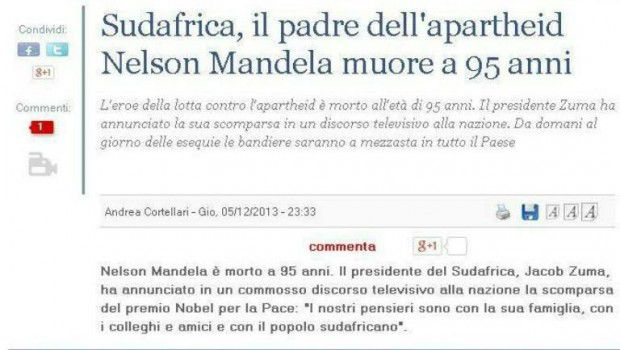 Condividi:
Sudafrica, il padre dell'apartheid
Nelson Mandela muore a 95 anni
g+1
Commenti:
1
L'eroe della lotta contro l'apartheid è morto all'età di 95 anni. Il presidente Zuma ha
annunciato la sua scomparsa in un discorso televisivo alla nazione. Da domani al
giorno delle esequie le bandiere saranno a mezzasta in tutto il Paese
Andrea Cortellari - Gio, 05/12/2013 - 23:33
A A A
commenta
g+1
Nelson Mandela è morto a 95 anni. Il presidente del Sudafrica, Jacob Zuma,
ha annunciato in un commosso discorso televisivo alla nazione la scomparsa
del premio Nobel per la Pace: "I nostri pensieri sono con la sua famiglia, con
i colleghi e amici e con il popolo sudafricano".